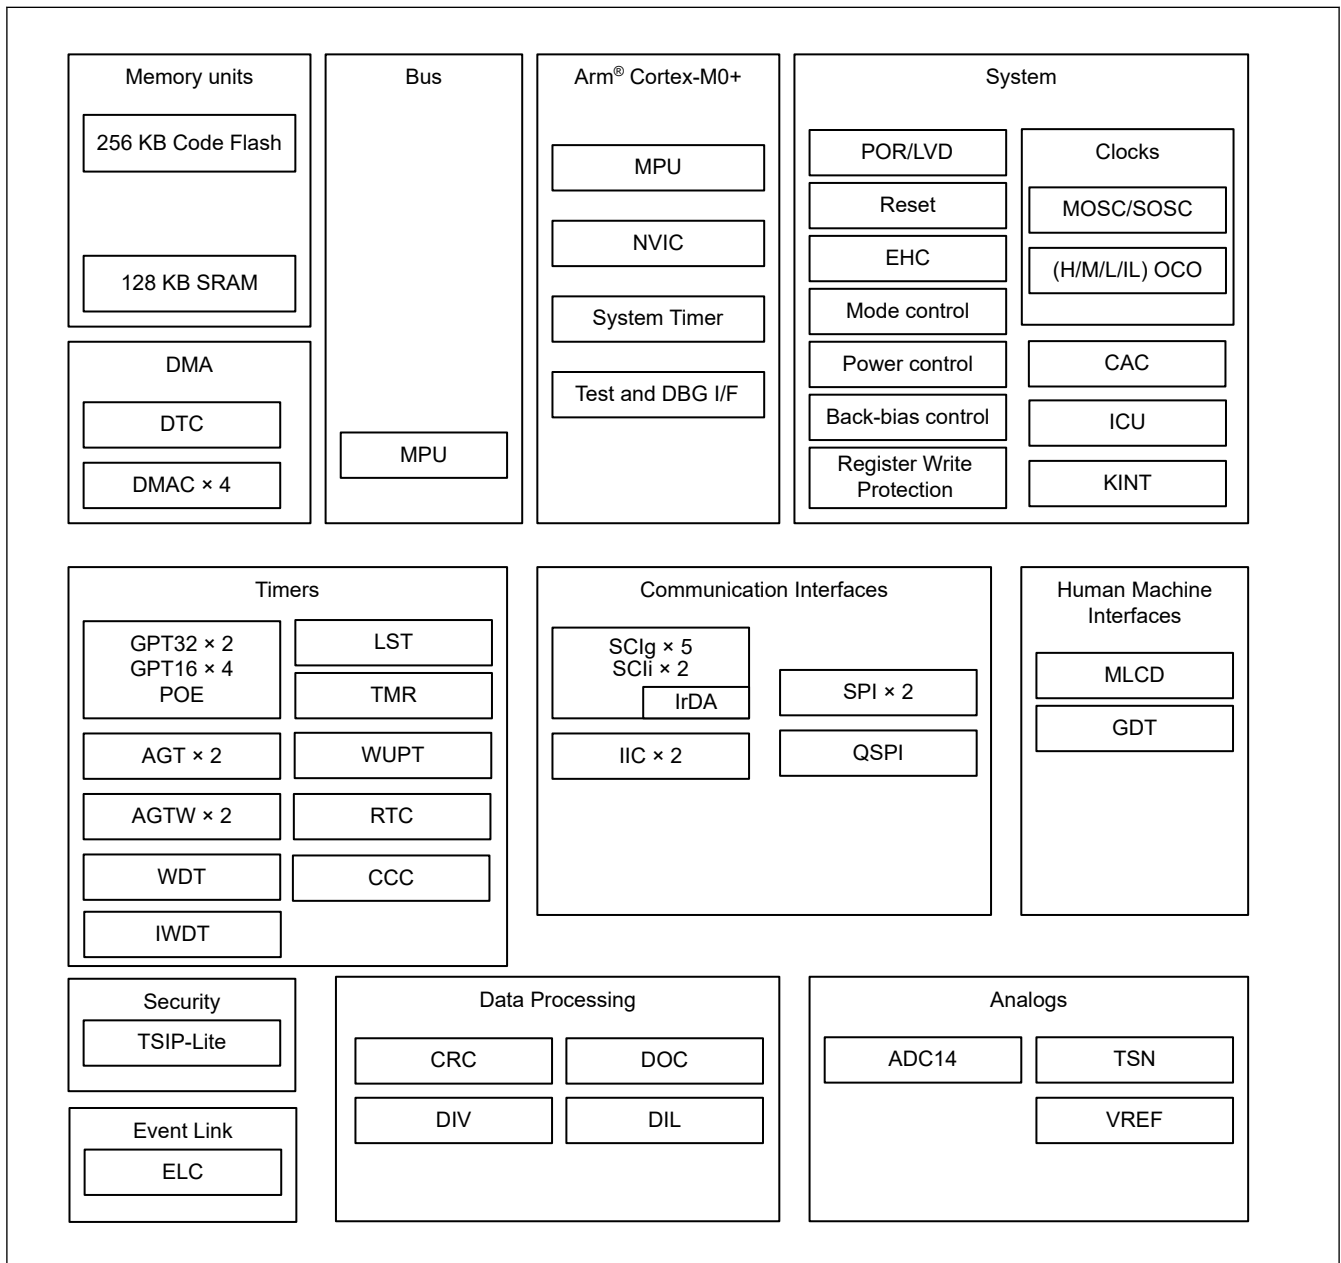 Memory units
256 KB Code Flash
128 KB SRAM
DMA
DTC
DMAC × 4
Bus
MPU
Arm® Cortex-M0+
MPU
NVIC
System Timer
Test and DBG I/F
System
POR/LVD
Reset
EHC
Mode control
Power control
Back-bias control
Register Write
Protection
Clocks
MOSC/SOSC
(H/M/L/IL) OCO
CAC
ICU
KINT
Timers
GPT32 × 2
GPT16 × 4
POE
AGT × 2
AGTW × 2
WDT
IWDT
LST
TMR
WUPT
RTC
CCC
Communication Interfaces
SCIg × 5
SCIi × 2
IrDA
IIC × 2
SPI × 2
QSPI
Human Machine
Interfaces
MLCD
GDT
Security
TSIP-Lite
Event Link
ELC
Data Processing
CRC
DOC
DIV
DIL
Analogs
ADC14
TSN
VREF